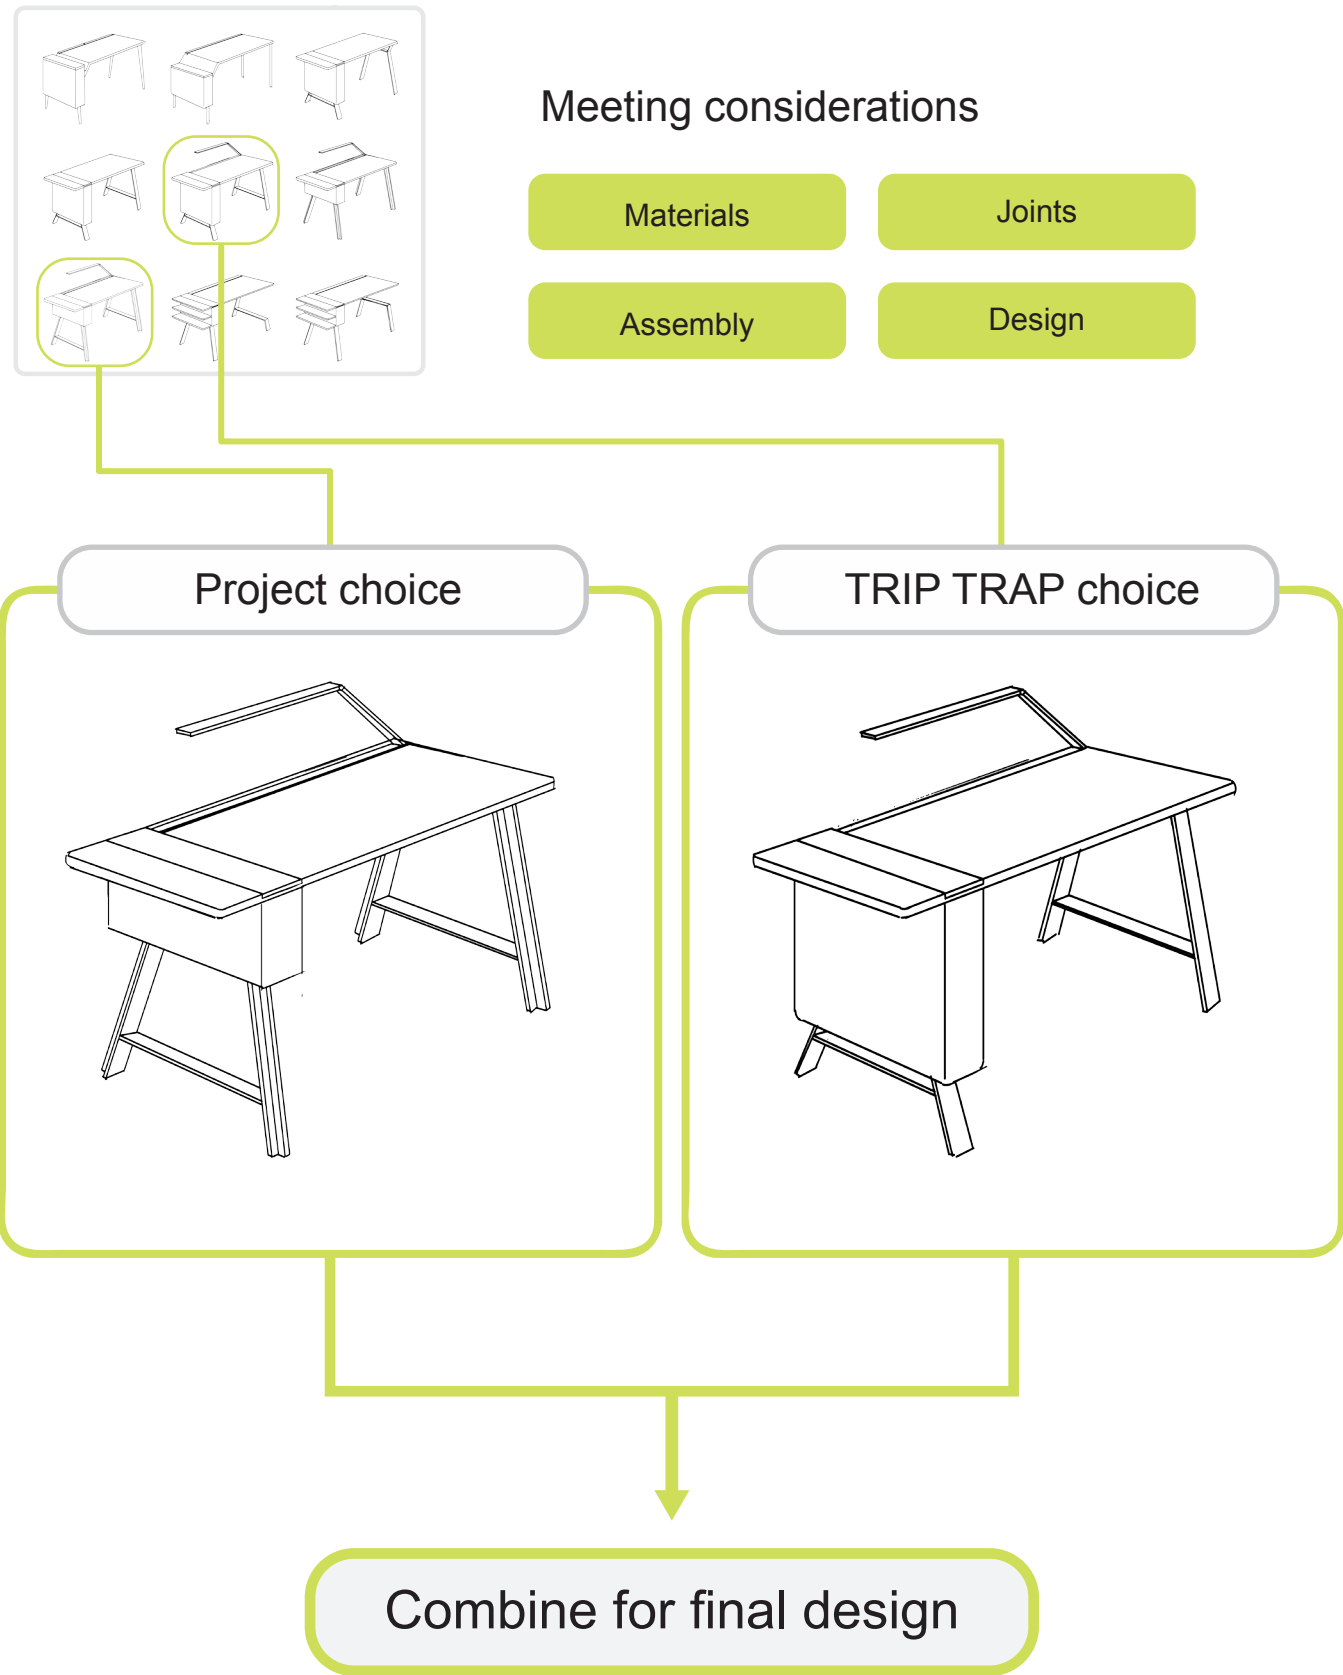 Meeting considerations
Materials
Joints
Assembly
Design
Project choice
TRIP TRAP choice
Combine for final design